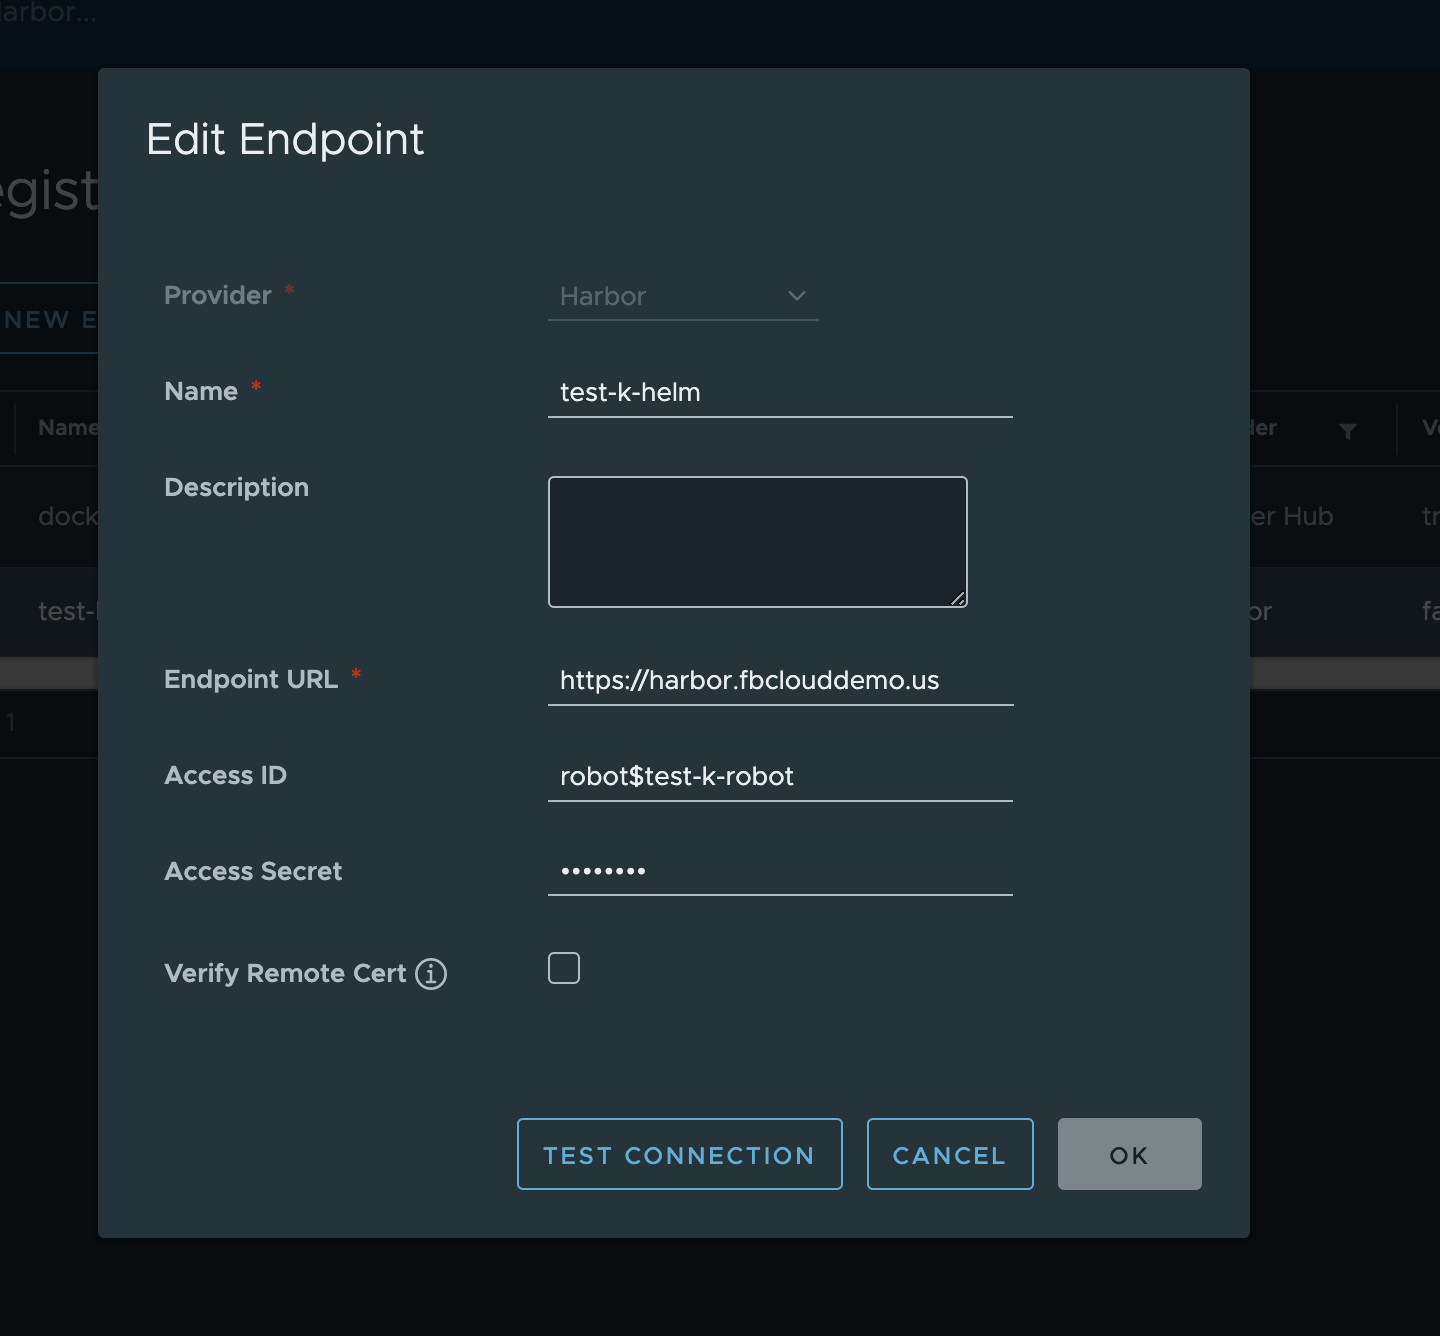 arbor...
Edit Endpoint
egist
NEW E
Provider *
Harbor
Name *
test-k-helm
Name
der
Description
dock
er Hub
tr
test-
or
fa
Endpoint URL *
https://harbor.fbclouddemo.us
1
Access ID
robot$test-k-robot
Access Secret
••••••••
Verify Remote Cert
TEST CONNECTION
CANCEL
OK